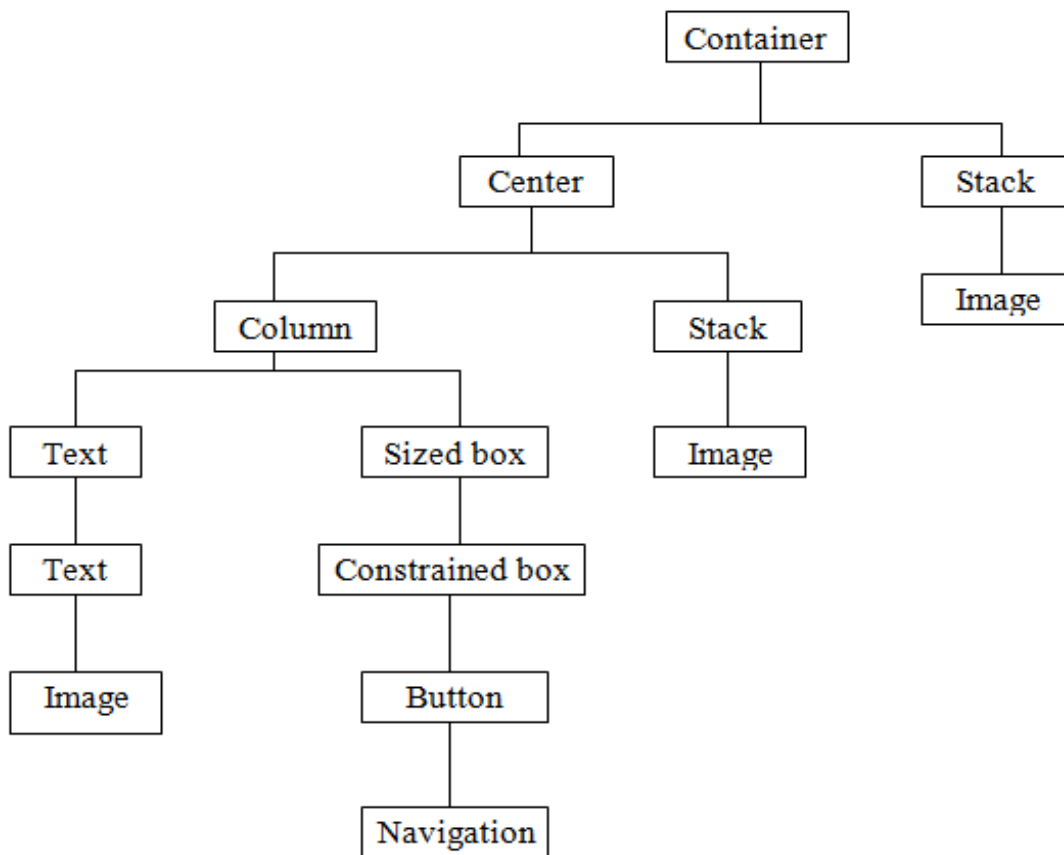 Container
Center
Stack
Image
Column
Stack
Text
Sized box
Image
Text
Constrained box
Image
Button
Navigation